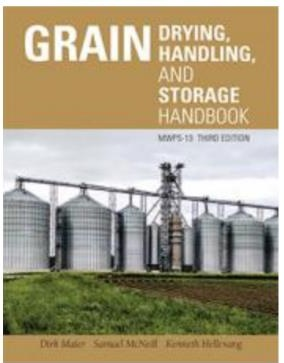 GRAIN DRYING,
HANDLING,
AND
STORAGE
HANDBOOK
MWPS-13 THIRD EDITION
Dirk Maier Samuel McNeill Kenneth Hellevang